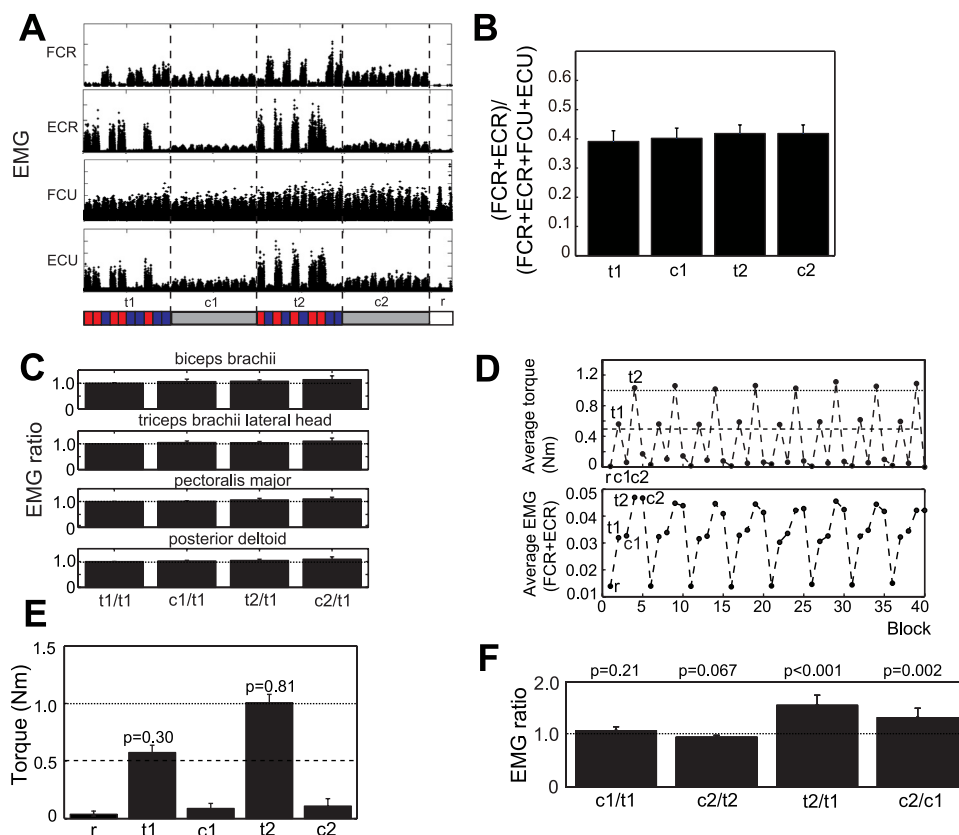 A
FCR
ECR
FCU
ECU
EMG
t1
c1
t2
c2
r
B
(FCR+ECR)/
(FCR+ECR+FCU+ECU)
0.6
0.4
0.2
0
t1
c1
t2
c2
C
EMG ratio
biceps brachii
1.0
0
triceps brachii lateral head
1.0
0
pectoralis major
1.0
0
posterior deltoid
1.0
0
t1/t1
c1/t1
t2/t1
c2/t1
D
Average torque
(Nm)
1.2
0.8
0.4
0
t2
t1
r c1c2
Average EMG
(FCR+ECR)
0.05
0.04
0.03
0.02
0.01
t2
c2
t1
c1
r
0 5 10 15 20 25 30 35 40
Block
E
Torque (Nm)
1.5
1.0
0.5
0
p=0.30
p=0.81
r
t1
c1
t2
c2
F
p=0.21
p=0.067
p<0.001
p=0.002
EMG ratio
2.0
1.0
0
c1/t1
c2/t2
t2/t1
c2/c1